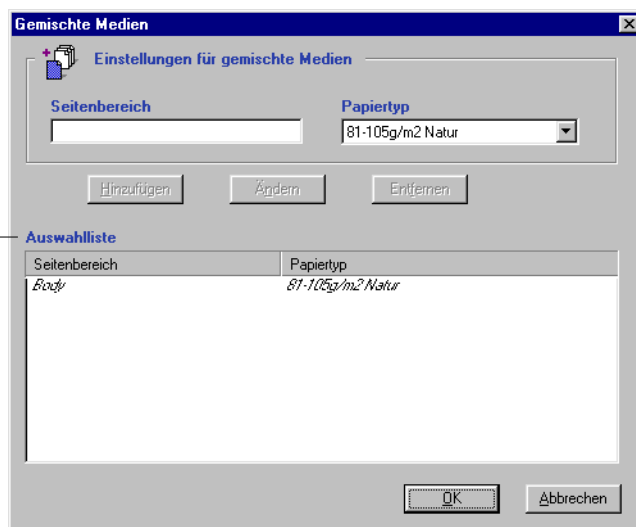 Gemischte Medien
Einstellungen für gemischte Medien
Seitenbereich Papiertyp
81-105g/m2 Natur
Hinzufügen Ändern Entfernen
Auswahlliste
Seitenbereich Papiertyp
Body 81-105g/m2 Natur
OK Abbrechen